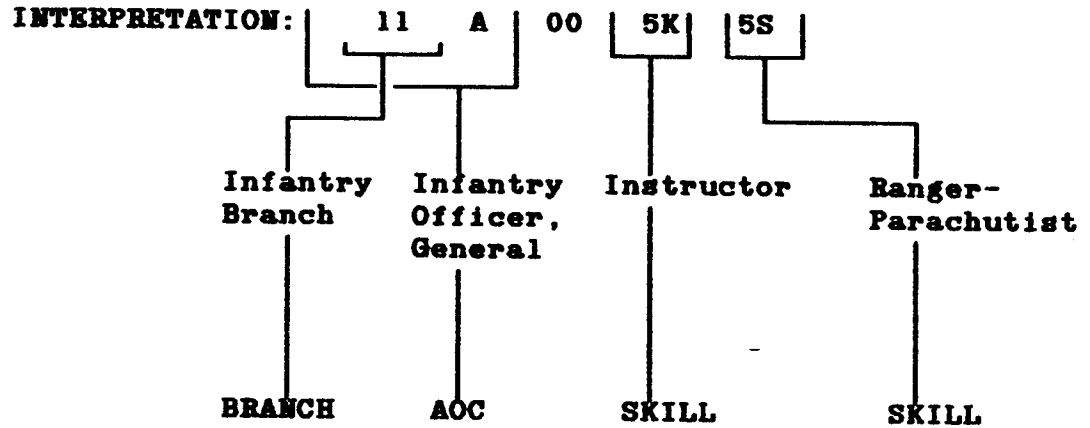 INTERPRETATION: 11 A 00 5K 5S
Infantry Infantry Instructor Ranger-
Branch Officer, Parachutist
General
BRANCH AOC SKILL SKILL